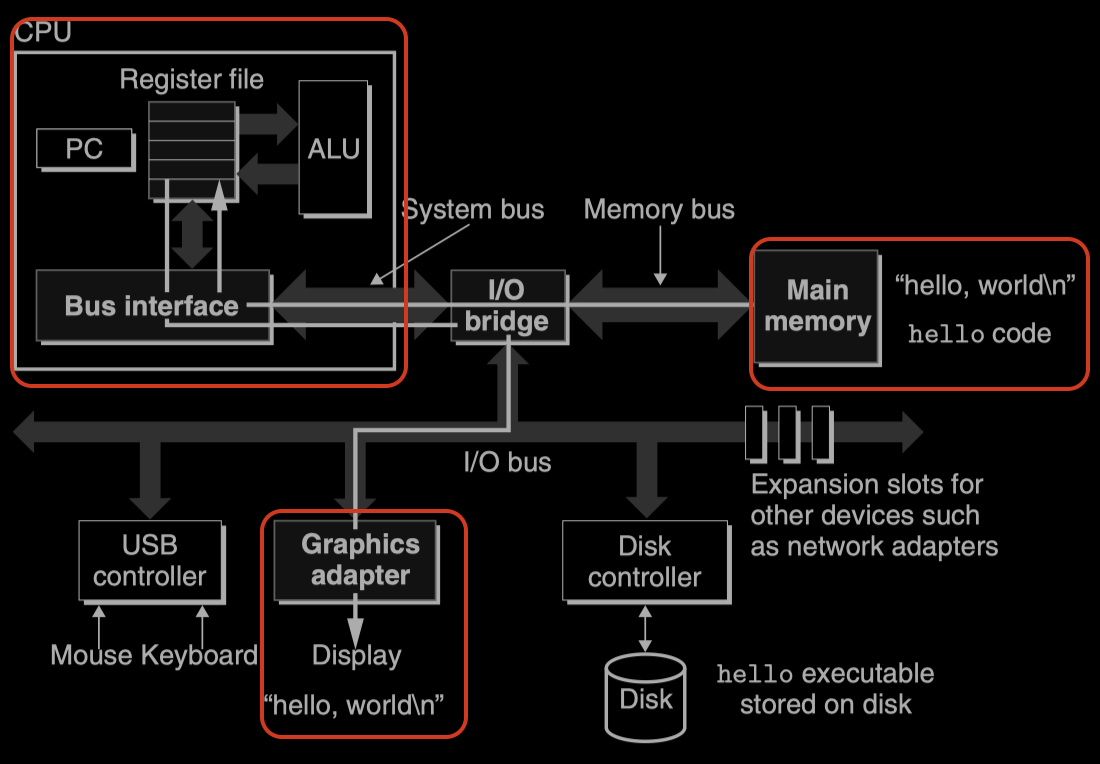 CPU
Register file
PC
ALU
System bus
Memory bus
Bus interface
I/O
bridge
Main
memory
“hello, world\n”
hello code
I/O bus
Expansion slots for
other devices such
as network adapters
USB
controller
Graphics
adapter
Disk
controller
Mouse Keyboard
Display
“hello, world\n”
Disk
hello executable
stored on disk